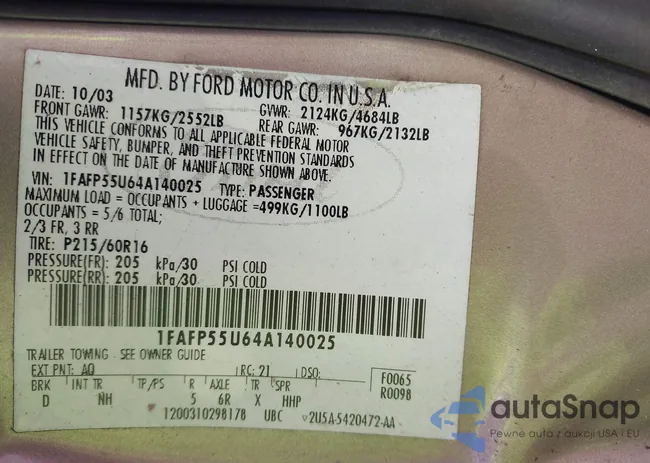 MFD. BY FORD MOTOR CO. IN U.S.A.
DATE: 10/03 GVWR: 2124KG/4684LB
FRONT GAWR: 1157KG/2552LB REAR GAWR: 967KG/2132LB
THIS VEHICLE CONFORMS TO ALL APPLICABLE FEDERAL MOTOR
VEHICLE SAFETY, BUMPER, AND THEFT PREVENTION STANDARDS
IN EFFECT ON THE DATE OF MANUFACTURE SHOWN ABOVE.
VIN: 1FAFP55U64A140025 TYPE: PASSENGER
MAXIMUM LOAD = OCCUPANTS + LUGGAGE =499KG/1100LB
OCCUPANTS = 5/6 TOTAL;
2/3 FR, 3 RR
TIRE: P215/60R16
PRESSURE(FR): 205 kPa/30 PSI COLD
PRESSURE(RR): 205 kPa/30 PSI COLD
1FAFP55U64A140025
TRAILER TOWING - SEE OWNER GUIDE
EXT PNT: AQ RC: 21 DSO: F0065
BRK INT TR TP/PS R AXLE TR SPR R0098
D NH 5 6R X HHP
1200310298178 UBC √2U5A-5420472-AA
autaSnap
Pewne auto z aukcji USA i EU